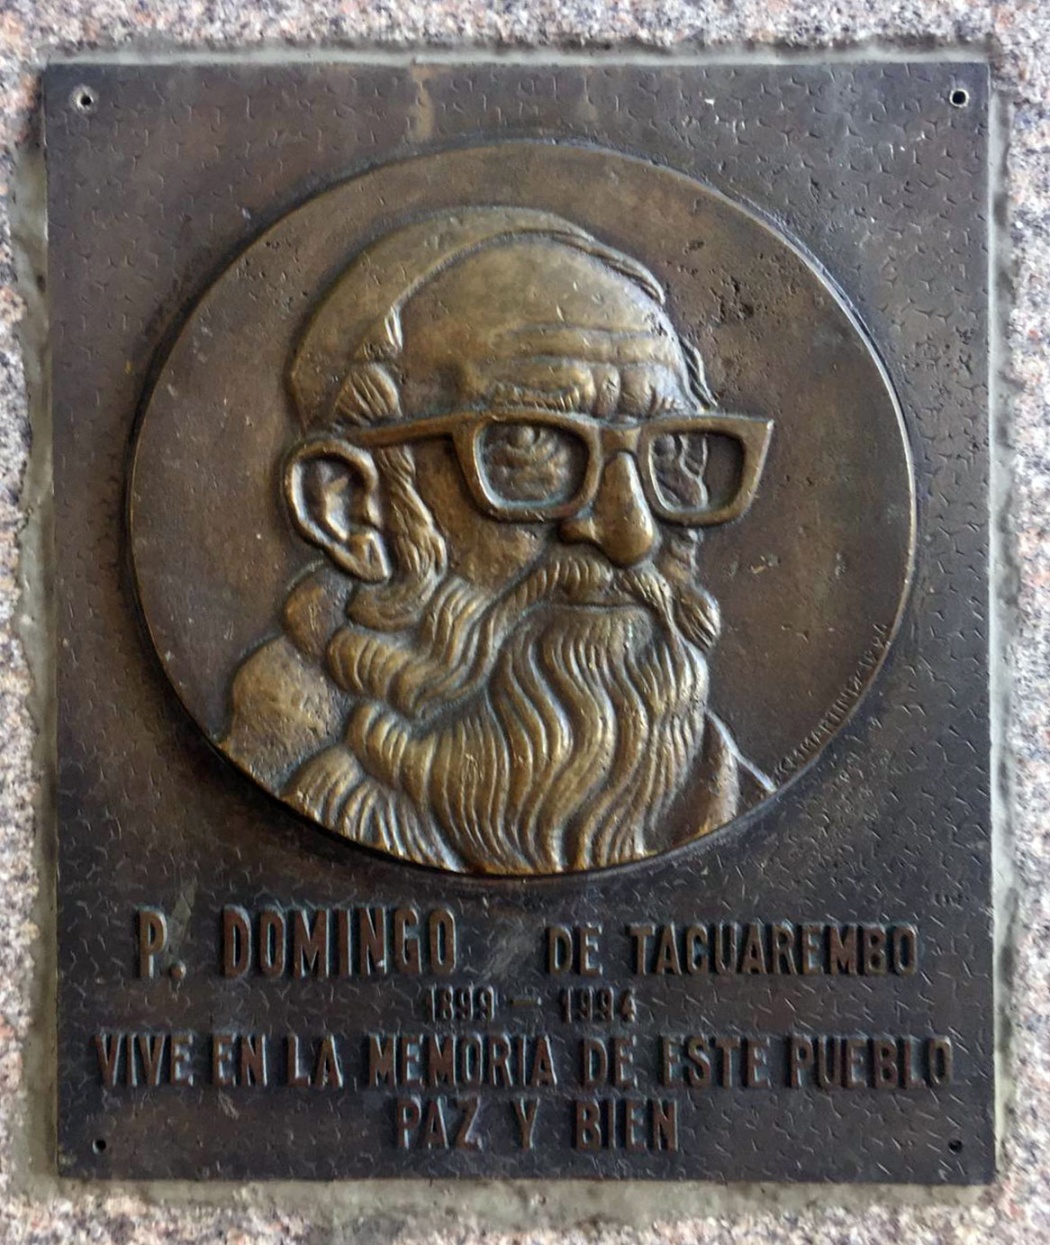 P. DOMINGO DE TACUAREMBO
1899 - 1994
VIVE EN LA MEMORIA DE ESTE PUEBLO
PAZ Y BIEN